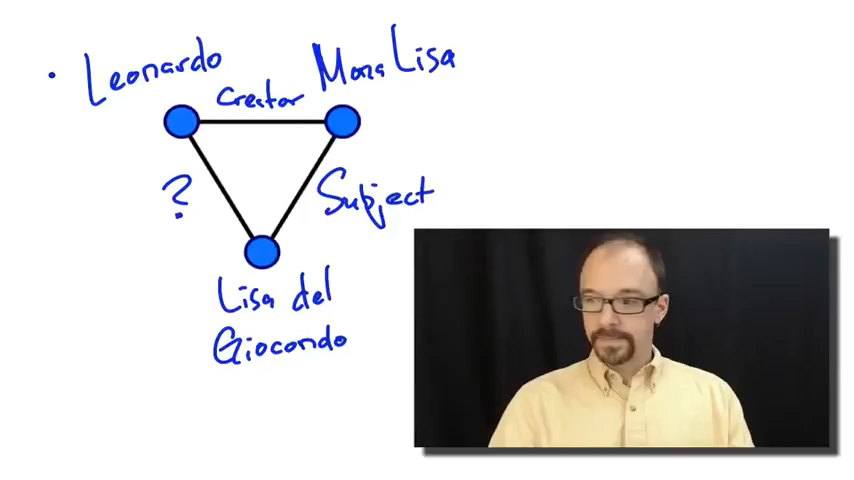 Leonardo
Mona Lisa
Creator
?
Subject
Lisa del
Giocondo